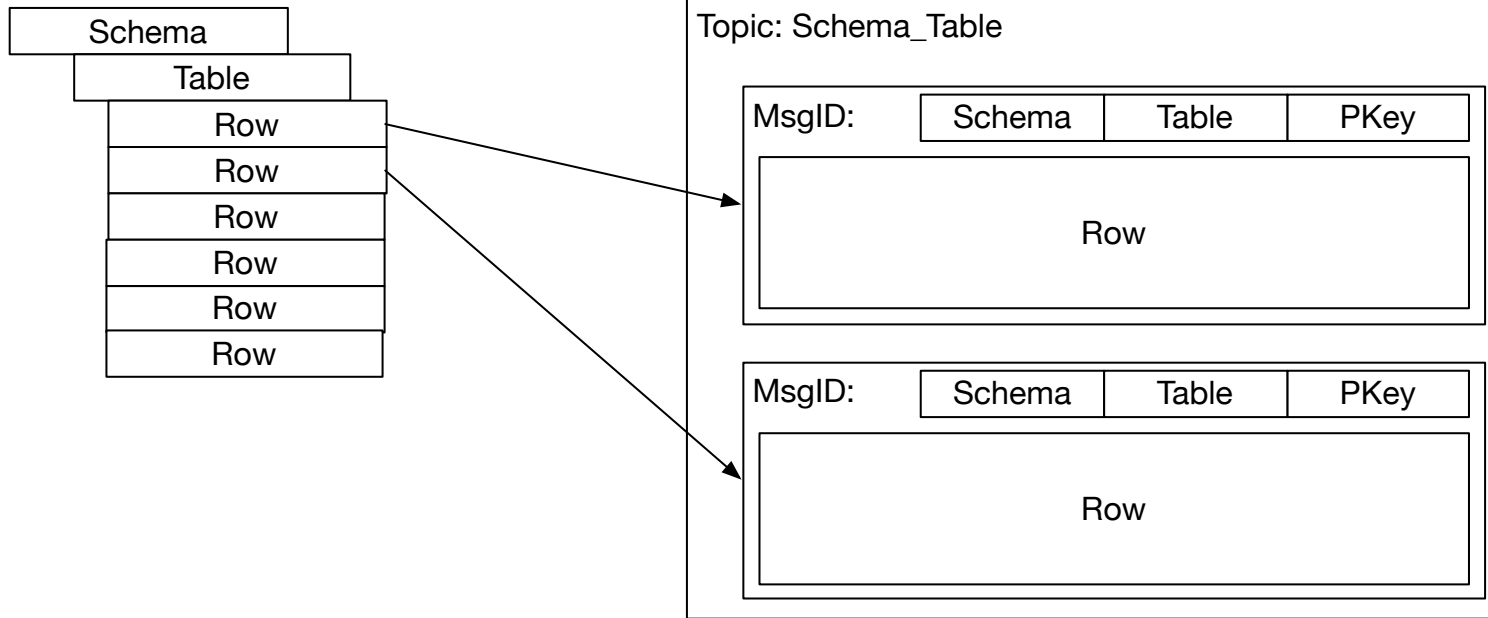 Schema
Table
Row
Row
Row
Row
Row
Row
Topic: Schema_Table
MsgID: Schema Table PKey
Row
MsgID: Schema Table PKey
Row